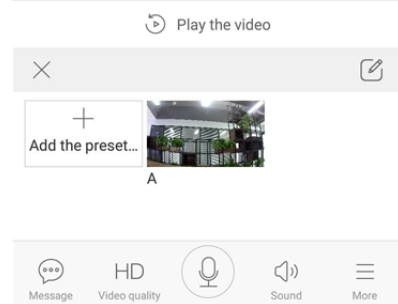 Play the video
Add the preset...
A
HD
Message
Video quality
Sound
More